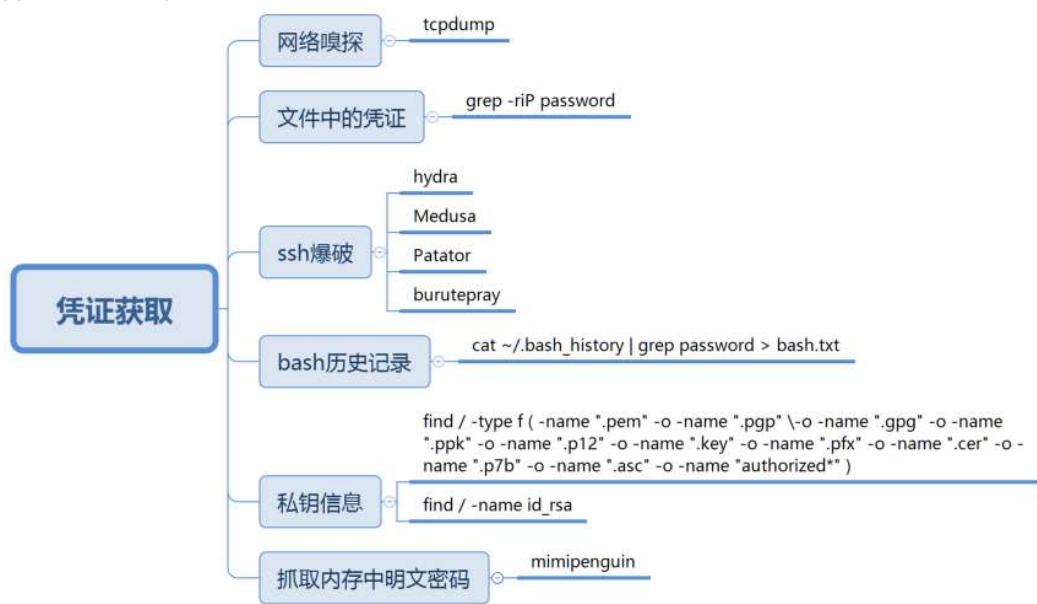 凭证获取
网络嗅探
tcpdump
文件中的凭证
grep -riP password
ssh爆破
hydra
Medusa
Patator
burutepray
bash历史记录
cat ~/.bash_history | grep password > bash.txt
私钥信息
find / -type f ( -name ".pem" -o -name ".pgp" \-o -name ".gpg" -o -name
".ppk" -o -name ".p12" -o -name ".key" -o -name ".pfx" -o -name ".cer" -o -
name ".p7b" -o -name ".asc" -o -name "authorized*" )
find / -name id_rsa
抓取内存中明文密码
mimipenguin